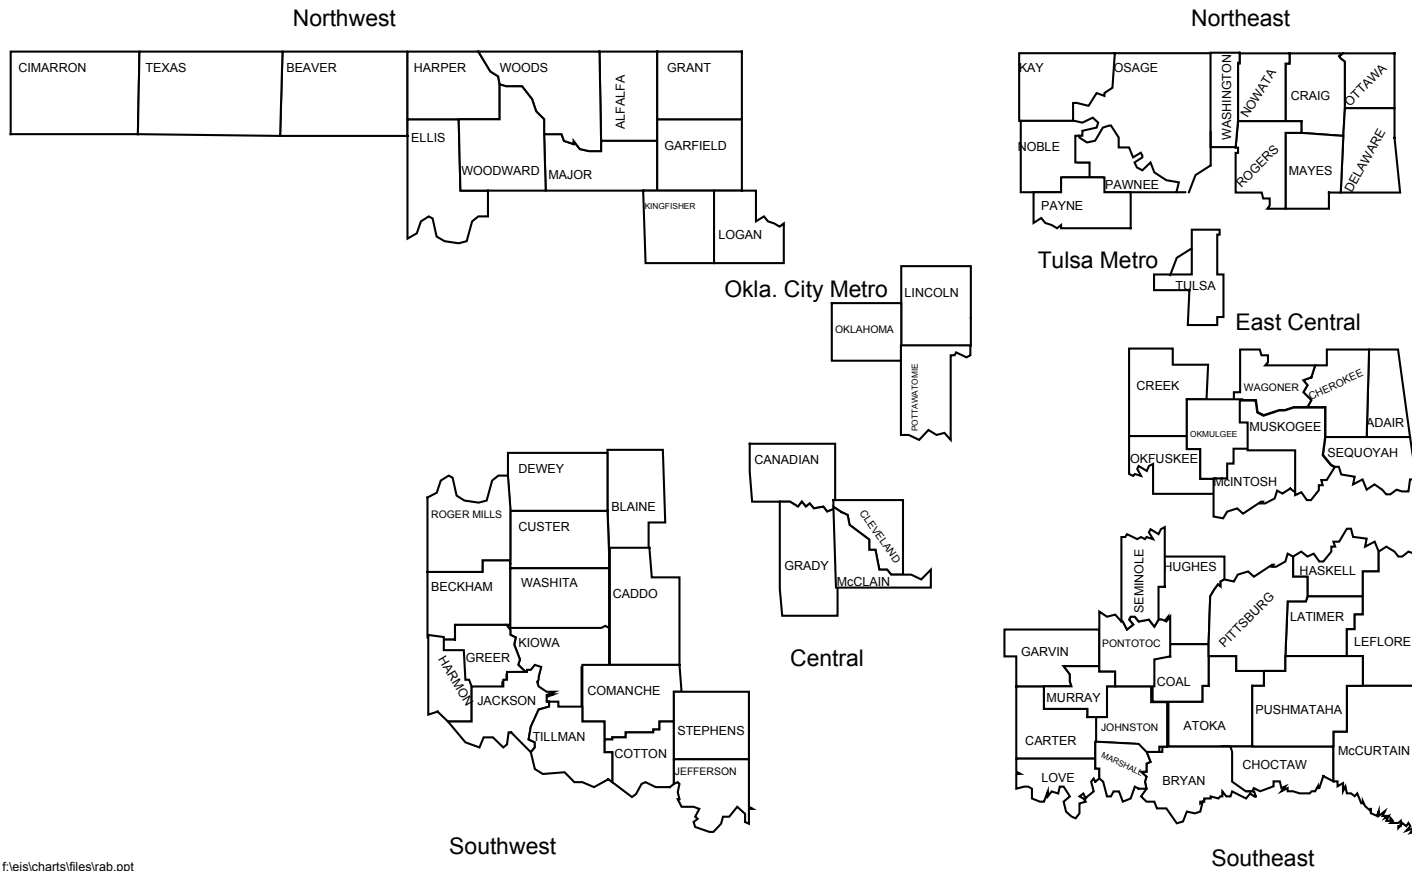 Northwest
CIMARRON
TEXAS
BEAVER
HARPER
WOODS
ALFALFA
GRANT
ELLIS
WOODWARD
MAJOR
GARFIELD
KINGFISHER
LOGAN
Northeast
KAY
OSAGE
WASHINGTON
NOWATA
CRAIG
OTTAWA
NOBLE
PAWNEE
ROGERS
MAYES
DELAWARE
PAYNE
Tulsa Metro
TULSA
Okla. City Metro
LINCOLN
OKLAHOMA
POTTAWATOMIE
East Central
CREEK
WAGONER
CHEROKEE
ADAIR
OKMULGEE
MUSKOGEE
OKFUSKEE
SEQUOYAH
McINTOSH
DEWEY
BLAINE
ROGER MILLS
CUSTER
BECKHAM
WASHITA
CADDO
KIOWA
GREER
HARMON
JACKSON
COMANCHE
TILLMAN
COTTON
STEPHENS
JEFFERSON
Southwest
CANADIAN
CLEVELAND
GRADY
McCLAIN
Central
SEMINOLE
HUGHES
HASKELL
PITTSBURG
LATIMER
LEFLORE
GARVIN
PONTOTOC
COAL
MURRAY
PUSHMATAHA
CARTER
JOHNSTON
ATOKA
McCURTAIN
MARSHALL
LOVE
BRYAN
CHOCTAW
Southeast
f:\eis\charts\files\rab.ppt